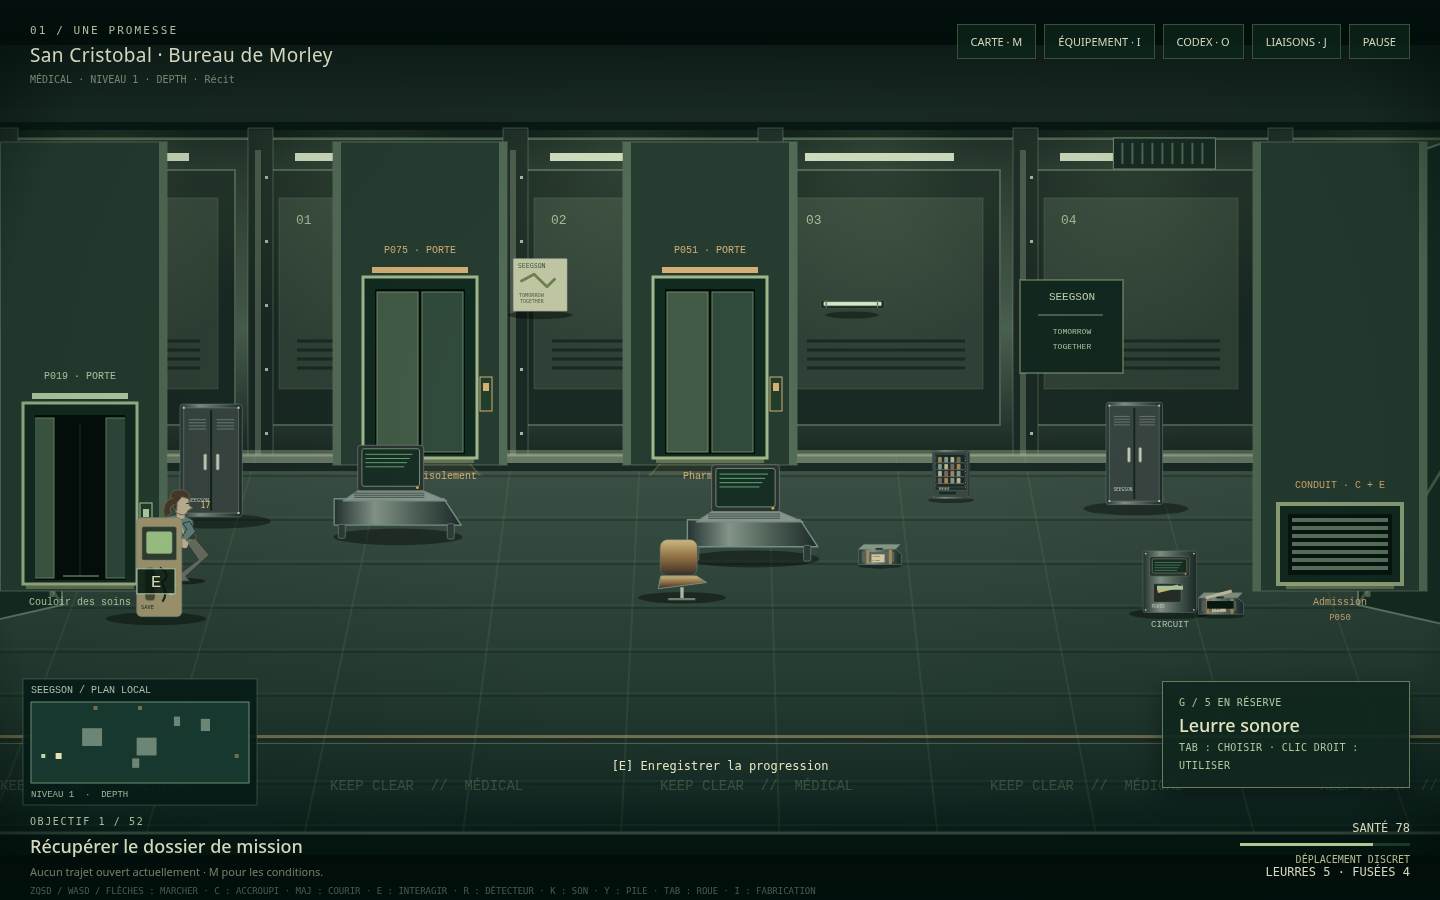 01 / UNE PROMESSE
San Cristobal · Bureau de Morley
MÉDICAL · NIVEAU 1 · DEPTH · Récit
CARTE · M
ÉQUIPEMENT · I
CODEX · O
LIAISONS · J
PAUSE
01
02
03
04
P075 · PORTE
P051 · PORTE
SEEGSON
TOMORROW
TOGETHER
SEEGSON
TOMORROW
TOGETHER
P019 · PORTE
isolement
Pharm
CONDUIT · C + E
SEEGSON
SEEGSON
17
E
SAVE
Couloir des soins
Admission
P050
CIRCUIT
SEEGSON / PLAN LOCAL
NIVEAU 1 · DEPTH
G / 5 EN RÉSERVE
Leurre sonore
TAB : CHOISIR · CLIC DROIT :
UTILISER
[E] Enregistrer la progression
KEEP CLEAR // MÉDICAL
KEEP CLEAR // MÉDICAL
KEEP CLEAR // MÉDIC
OBJECTIF 1 / 52
Récupérer le dossier de mission
Aucun trajet ouvert actuellement · M pour les conditions.
ZQSD / WASD / FLÈCHES : MARCHER · C : ACCROUPI · MAJ : COURIR · E : INTERAGIR · R : DÉTECTEUR · K : SON · Y : PILE · TAB : ROUE · I : FABRICATION
SANTÉ 78
DÉPLACEMENT DISCRET
LEURRES 5 · FUSÉES 4